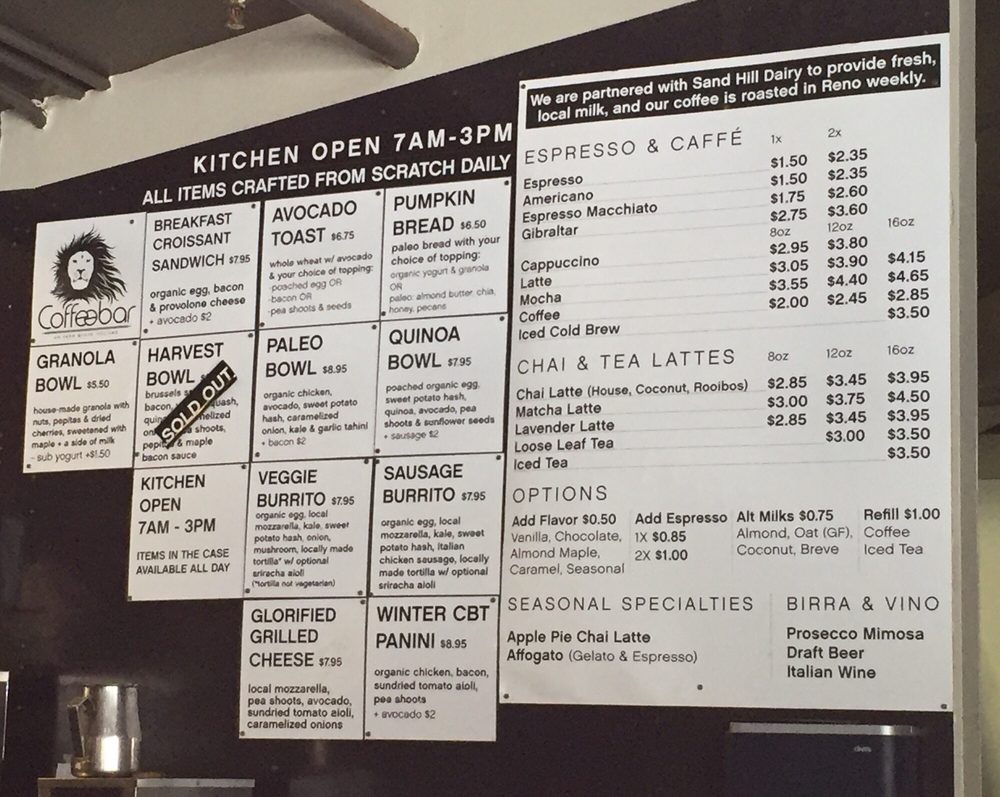 We are partnered with Sand Hill Dairy to provide fresh,
local milk, and our coffee is roasted in Reno weekly.
KITCHEN OPEN 7AM-3PM
ALL ITEMS CRAFTED FROM SCRATCH DAILY
Coffeebar
BREAKFAST
CROISSANT
SANDWICH $7.95
organic egg, bacon
& provolone cheese
+ avocado $2
AVOCADO
TOAST $6.75
whole wheat w/ avocado
& your choice of topping:
-poached egg OR
-bacon OR
-pea shoots & seeds
PUMPKIN
BREAD $6.50
paleo bread with your
choice of topping:
organic yogurt & granola
OR
paleo: almond butter, chia,
honey, pecans
GRANOLA
BOWL $5.50
house-made granola with
nuts, pepitas & dried
cherries, sweetened with
maple + a side of milk
- sub yogurt +$1.50
HARVEST
BOWL
SOLD OUT
brussels
bacon, squash,
shoots,
& maple
bacon sauce
PALEO
BOWL $8.95
organic chicken,
avocado, sweet potato
hash, caramelized
onion, kale & garlic tahini
+ bacon $2
QUINOA
BOWL $7.95
poached organic egg,
sweet potato hash,
quinoa, avocado, pea
shoots & sunflower seeds
+ sausage $2
KITCHEN
OPEN
7AM - 3PM
ITEMS IN THE CASE
AVAILABLE ALL DAY
VEGGIE
BURRITO $7.95
organic egg, local
mozzarella, kale, sweet
potato hash, onion,
mushroom, locally made
tortilla* w/ optional
sriracha aioli
(*tortilla not vegetarian)
SAUSAGE
BURRITO $7.95
organic egg, local
mozzarella, kale, sweet
potato hash, italian
chicken sausage, locally
made tortilla w/ optional
sriracha aioli
GLORIFIED
GRILLED
CHEESE $7.95
local mozzarella,
pea shoots, avocado,
sundried tomato aioli,
caramelized onions
WINTER CBT
PANINI $8.95
organic chicken, bacon,
sundried tomato aioli,
pea shoots
+ avocado $2
ESPRESSO & CAFFÉ 1x 2x
Espresso $1.50 $2.35
Americano $1.50 $2.35
Espresso Macchiato $1.75 $2.60
Gibraltar $2.75 $3.60
8oz 12oz 16oz
Cappuccino $2.95 $3.80
Latte $3.05 $3.90 $4.15
Mocha $3.55 $4.40 $4.65
Coffee $2.00 $2.45 $2.85
Iced Cold Brew $3.50
CHAI & TEA LATTES 8oz 12oz 16oz
Chai Latte (House, Coconut, Rooibos) $2.85 $3.45 $3.95
Matcha Latte $3.00 $3.75 $4.50
Lavender Latte $2.85 $3.45 $3.95
Loose Leaf Tea $3.00 $3.50
Iced Tea $3.50
OPTIONS
Add Flavor $0.50
Vanilla, Chocolate,
Almond Maple,
Caramel, Seasonal
Add Espresso
1X $0.85
2X $1.00
Alt Milks $0.75
Almond, Oat (GF),
Coconut, Breve
Refill $1.00
Coffee
Iced Tea
SEASONAL SPECIALTIES
Apple Pie Chai Latte
Affogato (Gelato & Espresso)
BIRRA & VINO
Prosecco Mimosa
Draft Beer
Italian Wine